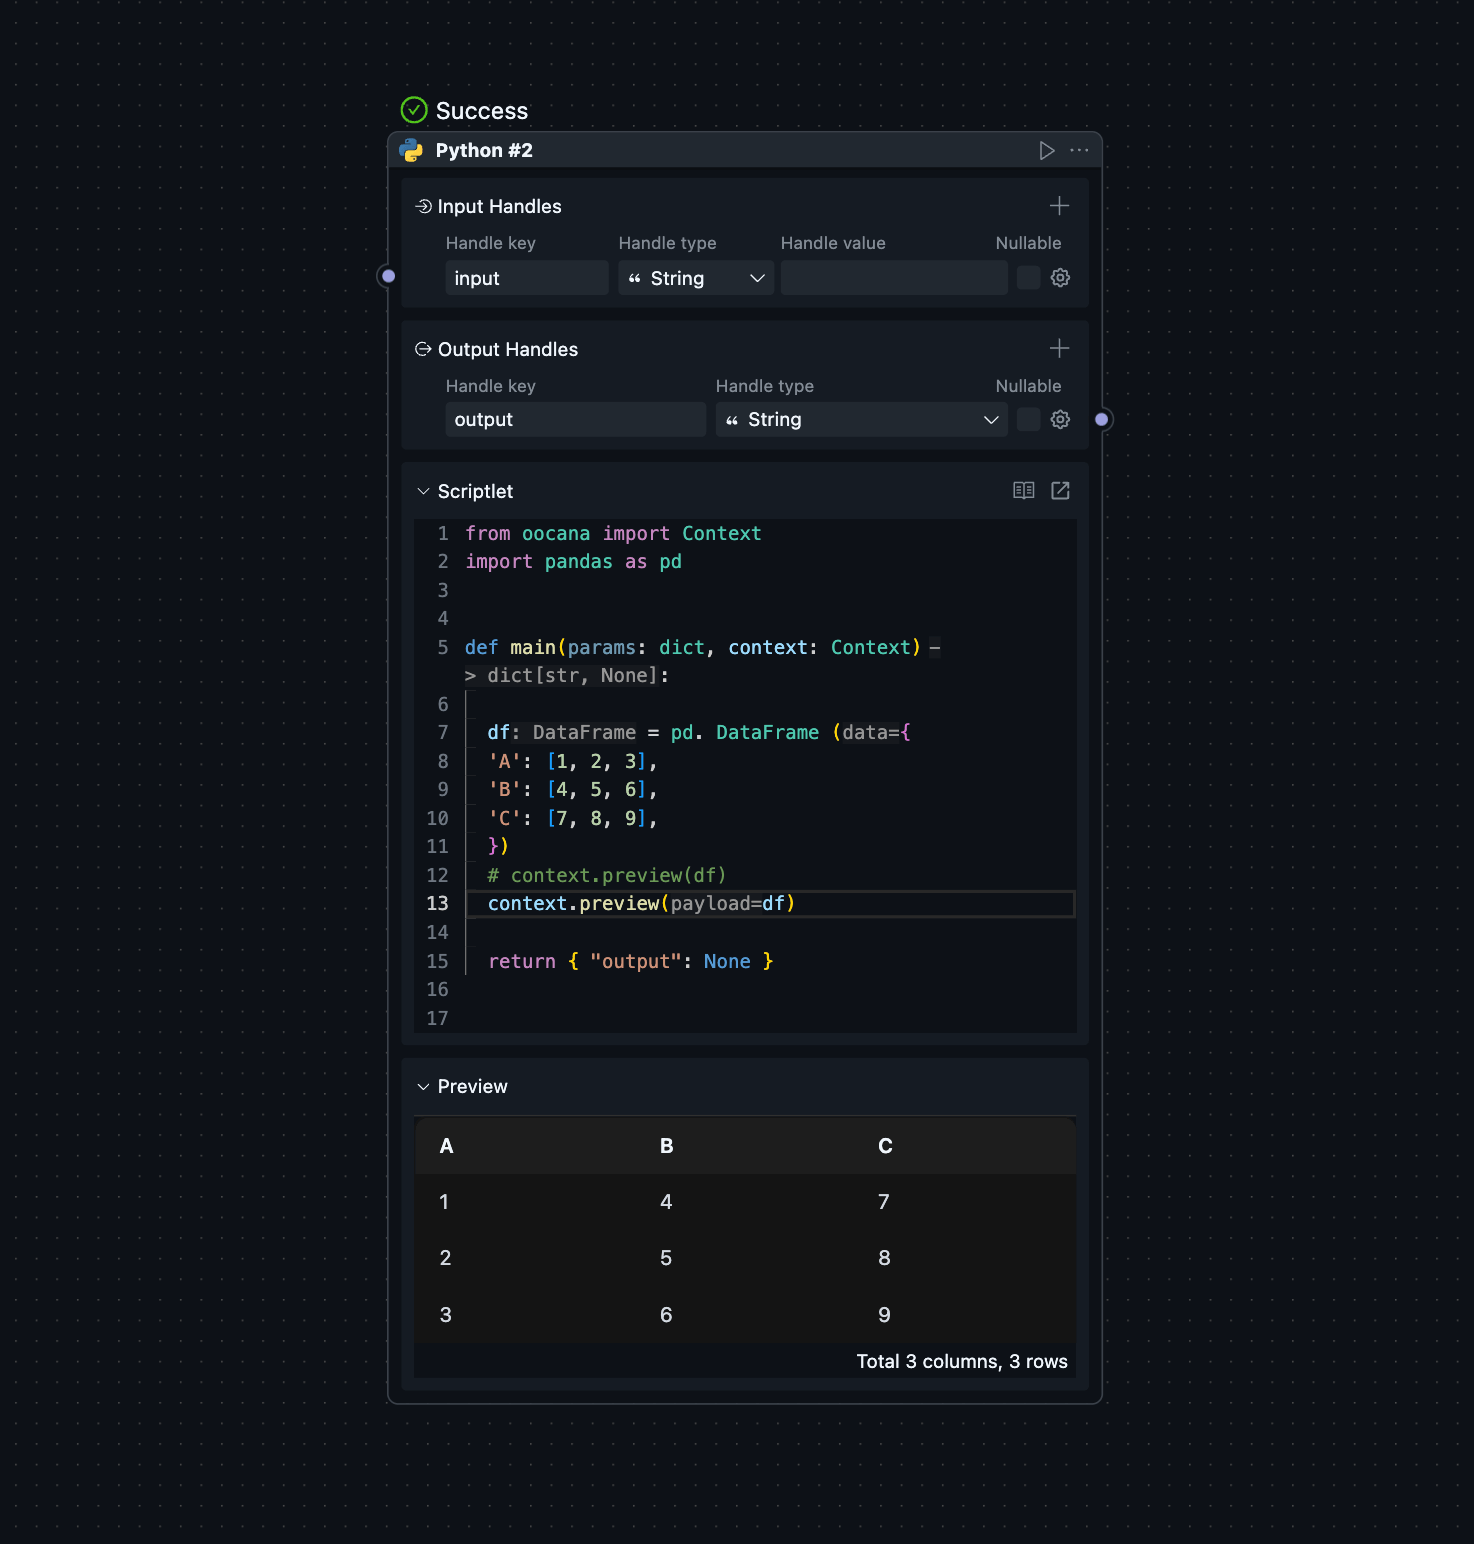 Success
Python #2
Input Handles
Handle key Handle type Handle value Nullable
input “ String
Output Handles
Handle key Handle type Nullable
output “ String
Scriptlet
1 from oocana import Context
2 import pandas as pd
3
4
5 def main(params: dict, context: Context) –
> dict[str, None]:
6
7 df: DataFrame = pd. DataFrame (data={
8 'A': [1, 2, 3],
9 'B': [4, 5, 6],
10 'C': [7, 8, 9],
11 })
12 # context.preview(df)
13 context.preview(payload=df)
14
15 return { "output": None }
16
17
Preview
A B C
1 4 7
2 5 8
3 6 9
Total 3 columns, 3 rows